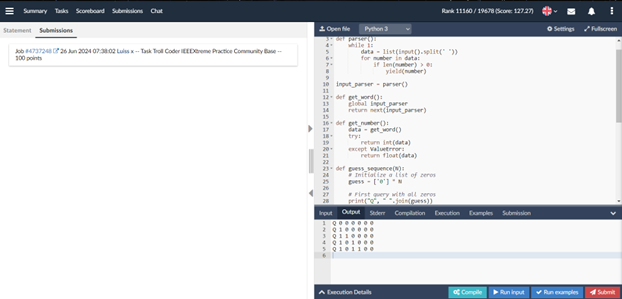 Summary Tasks Scoreboard Submissions Chat
Rank 11160 / 19678 (Score: 127.27)
Statement Submissions
Job #4737248 26 Jun 2024 07:38:02 Luiss x -- Task Troll Coder IEEEXtreme Practice Community Base --
100 points
Open file Python 3 Settings Fullscreen
3 def parser():
4 while 1:
5 data = list(input().split(' '))
6 for number in data:
7 if len(number) > 0:
8 yield(number)
9
10 input_parser = parser()
11
12 def get_word():
13 global input_parser
14 return next(input_parser)
15
16 def get_number():
17 data = get_word()
18 try:
19 return int(data)
20 except ValueError:
21 return float(data)
22
23 def guess_sequence(N):
24 # Initialize a list of zeros
25 guess = ['0'] * N
26
27 # First query with all zeros
28 print("Q", " ".join(guess))
Input Output Stderr Compilation Execution Examples Submission
1 Q 0 0 0 0 0 0
2 Q 1 0 0 0 0 0
3 Q 1 1 0 0 0 0
4 Q 1 0 1 0 0 0
5 Q 1 0 1 1 0 0
6
Execution Details Compile Run input Run examples Submit